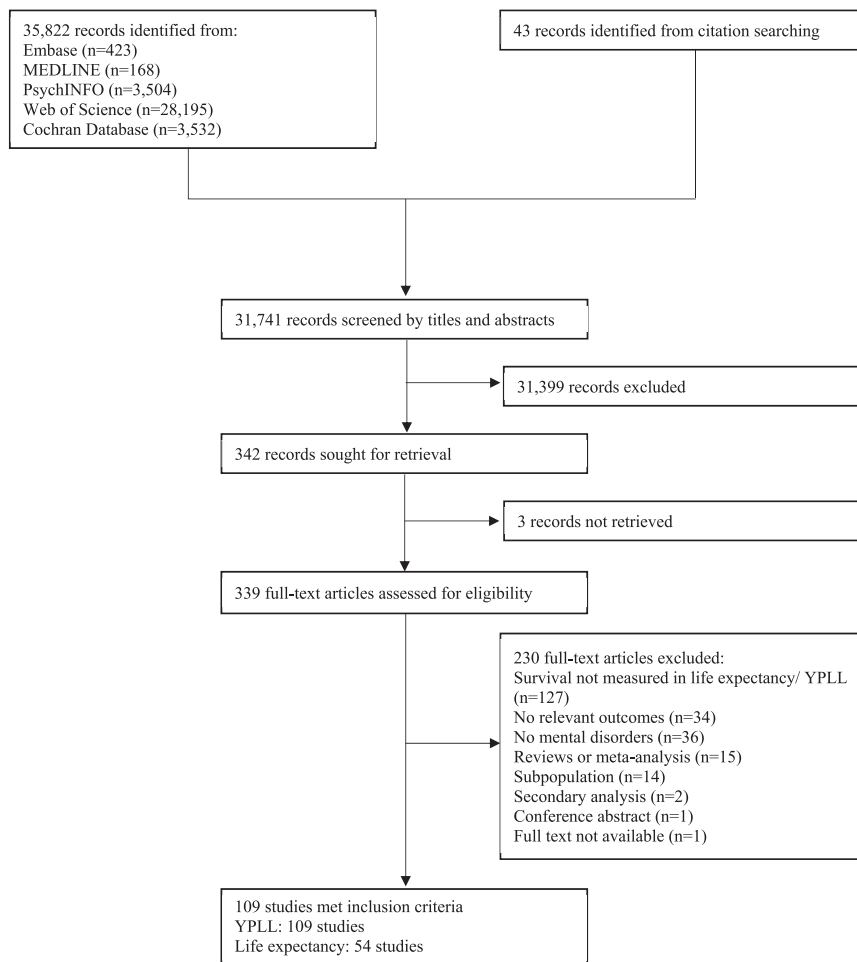 35,822 records identified from:
Embase (n=423)
MEDLINE (n=168)
PsychINFO (n=3,504)
Web of Science (n=28,195)
Cochran Database (n=3,532)
43 records identified from citation searching
31,741 records screened by titles and abstracts
31,399 records excluded
342 records sought for retrieval
3 records not retrieved
339 full-text articles assessed for eligibility
230 full-text articles excluded:
Survival not measured in life expectancy/ YPLL
(n=127)
No relevant outcomes (n=34)
No mental disorders (n=36)
Reviews or meta-analysis (n=15)
Subpopulation (n=14)
Secondary analysis (n=2)
Conference abstract (n=1)
Full text not available (n=1)
109 studies met inclusion criteria
YPLL: 109 studies
Life expectancy: 54 studies